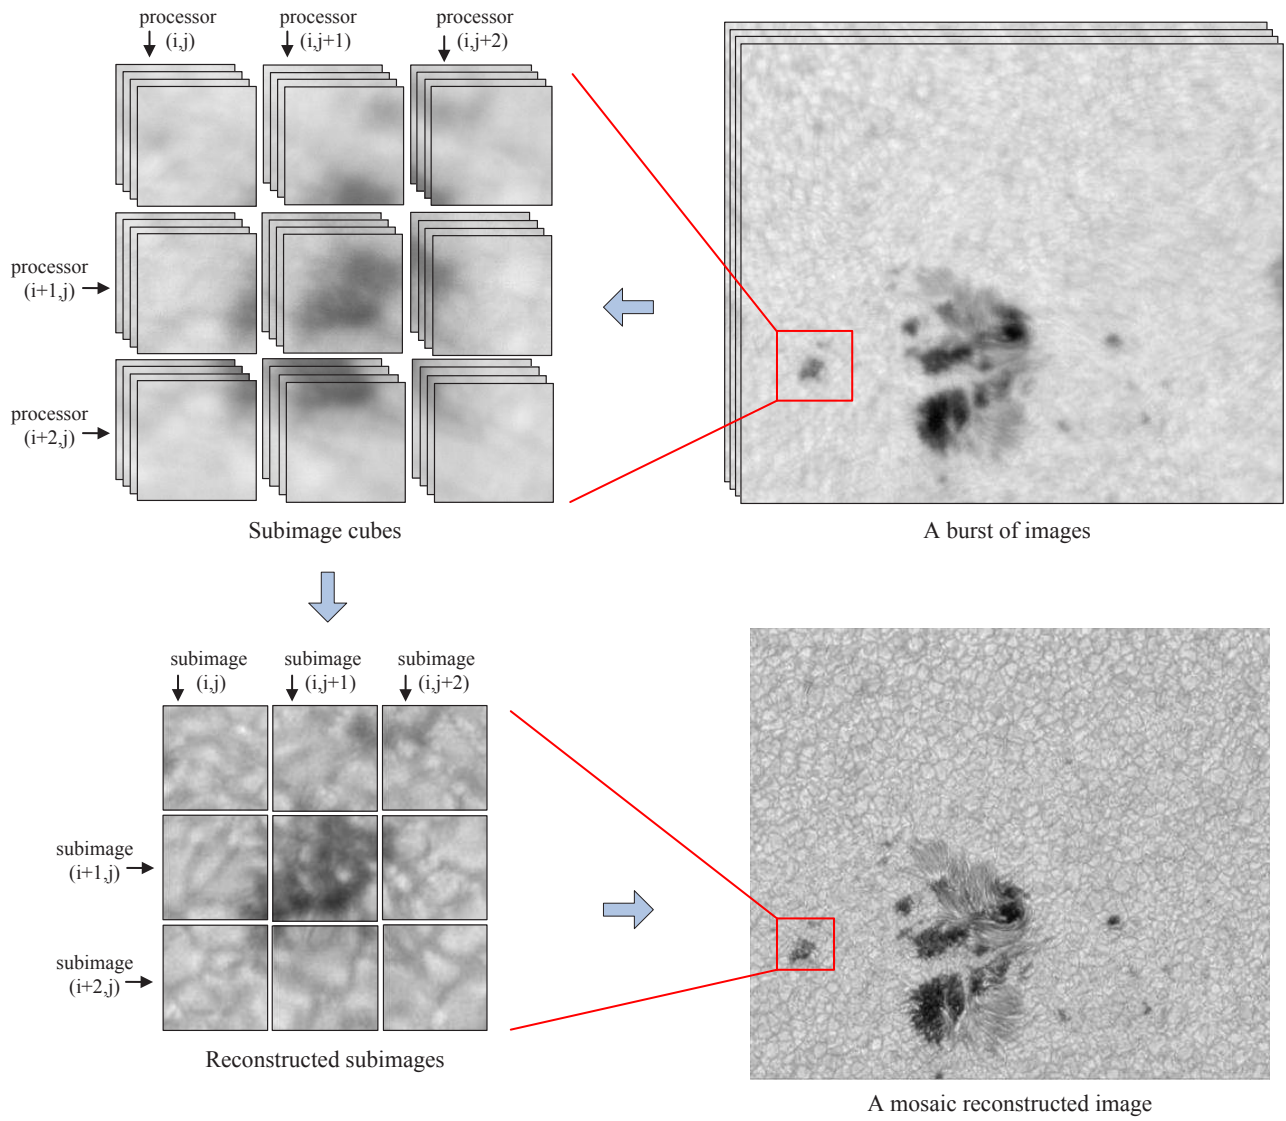 processor
(i,j)
processor
(i,j+1)
processor
(i,j+2)
processor
(i+1,j)
processor
(i+2,j)
Subimage cubes
A burst of images
subimage
(i,j)
subimage
(i,j+1)
subimage
(i,j+2)
subimage
(i+1,j)
subimage
(i+2,j)
Reconstructed subimages
A mosaic reconstructed image